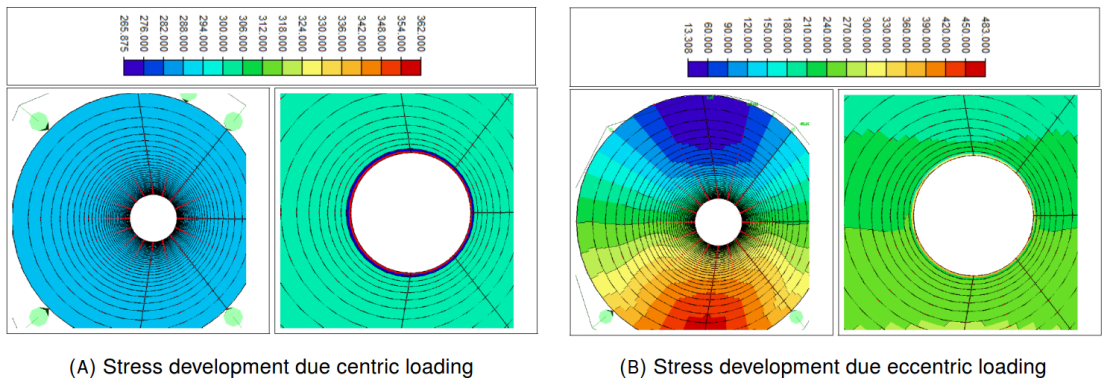 265.875 276.000 282.000 288.000 294.000 300.000 306.000 312.000 318.000 324.000 330.000 336.000 342.000 348.000 354.000 362.000
13.308 60.000 90.000 120.000 150.000 180.000 210.000 240.000 270.000 300.000 330.000 360.000 390.000 420.000 450.000 483.000
(A) Stress development due centric loading
(B) Stress development due eccentric loading